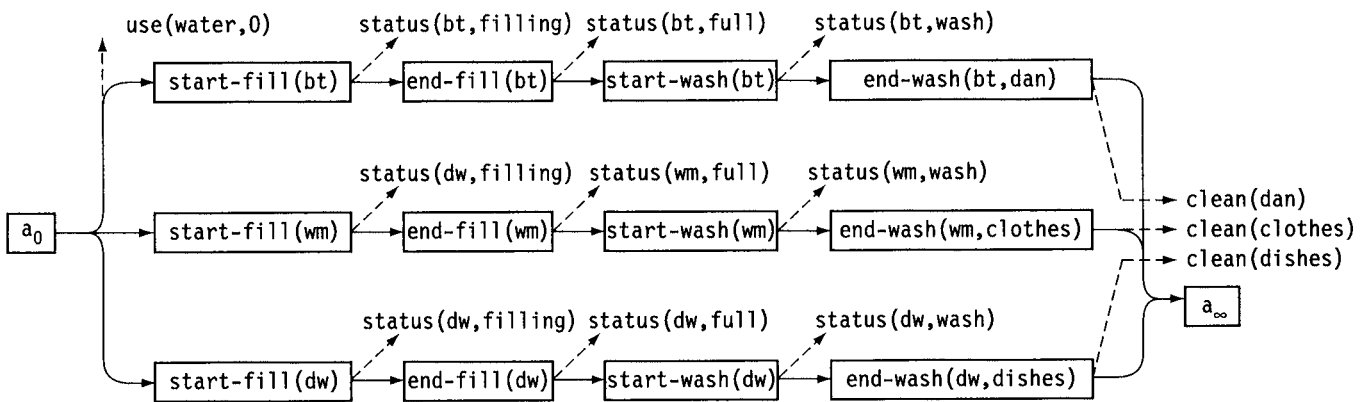 use(water,0) status(bt,filling) status(bt,full) status(bt,wash)
start-fill(bt) end-fill(bt) start-wash(bt) end-wash(bt,dan)
status(dw,filling) status(wm,full) status(wm,wash)
clean(dan)
a0 start-fill(wm) end-fill(wm) start-wash(wm) end-wash(wm,clothes) clean(clothes)
clean(dishes)
a∞
status(dw,filling) status(dw,full) status(dw,wash)
start-fill(dw) end-fill(dw) start-wash(dw) end-wash(dw,dishes)